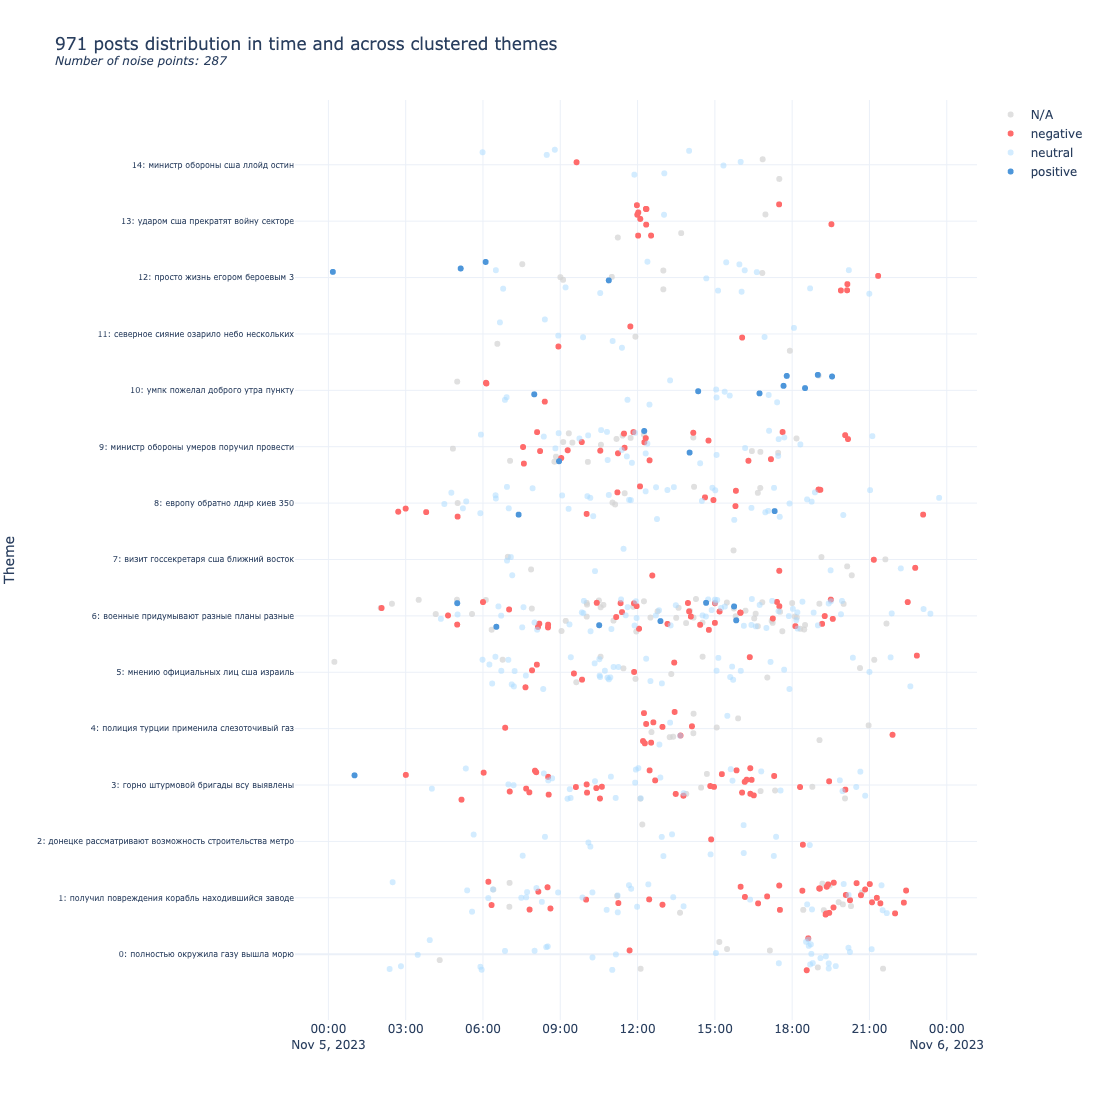 971 posts distribution in time and across clustered themes
Number of noise points: 287
N/A
negative
neutral
positive
14: министр обороны сша ллойд остин
13: ударом сша прекратят войну секторе
12: просто жизнь егором бероевым 3
11: северное сияние озарило небо нескольких
10: умпк пожелал доброго утра пункту
9: министр обороны умеров поручил провести
8: европу обратно лднр киев 350
7: визит госсекретаря сша ближний восток
6: военные придумывают разные планы разные
5: мнению официальных лиц сша израиль
4: полиция турции применила слезоточивый газ
3: горно штурмовой бригады всу выявлены
2: донецке рассматривают возможность строительства метро
1: получил повреждения корабль находившийся заводе
0: полностью окружила газу вышла морю
Theme
00:00 03:00 06:00 09:00 12:00 15:00 18:00 21:00 00:00
Nov 5, 2023 Nov 6, 2023